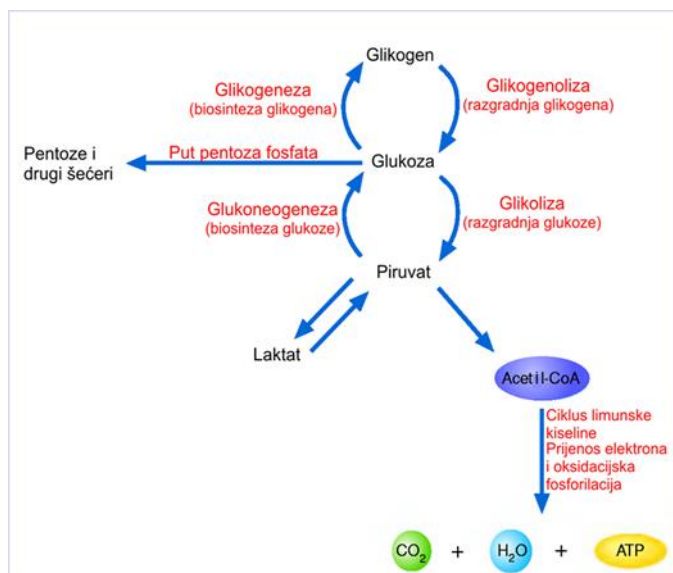 Glikogen
Glikogeneza
(biosinteza glikogena)
Glikogenoliza
(razgradnja glikogena)
Pentoze i
drugi šećeri
Put pentoza fosfata
Glukoza
Glukoneogeneza
(biosinteza glukoze)
Glikoliza
(razgradnja glukoze)
Piruvat
Laktat
Acetil-CoA
Ciklus limunske
kiseline
Prijenos elektrona
i oksidacijska
fosforilacija
CO₂ + H₂O + ATP